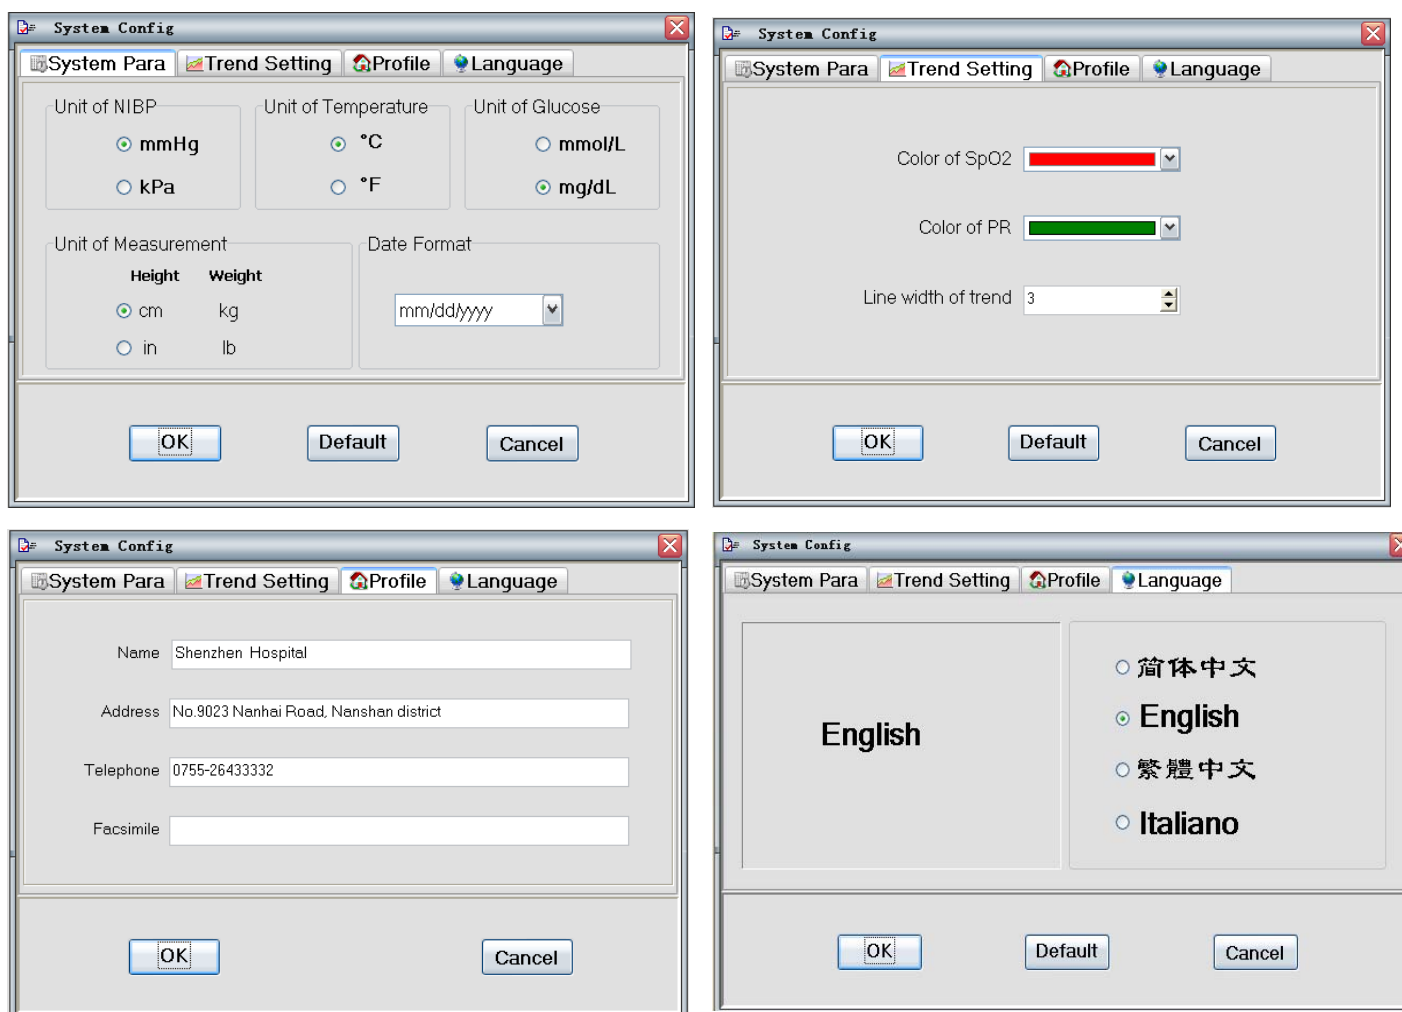 System Config
System Para Trend Setting Profile Language
Unit of NIBP Unit of Temperature Unit of Glucose
mmHg °C mmol/L
kPa °F mg/dL
Unit of Measurement Date Format
Height Weight
cm kg mm/dd/yyyy
in lb
OK Default Cancel
System Config
System Para Trend Setting Profile Language
Color of SpO2
Color of PR
Line width of trend 3
OK Default Cancel
System Config
System Para Trend Setting Profile Language
Name Shenzhen Hospital
Address No.9023 Nanhai Road, Nanshan district
Telephone 0755-26433332
Facsimile
OK Cancel
System Config
System Para Trend Setting Profile Language
English
简体中文
English
繁體中文
Italiano
OK Default Cancel